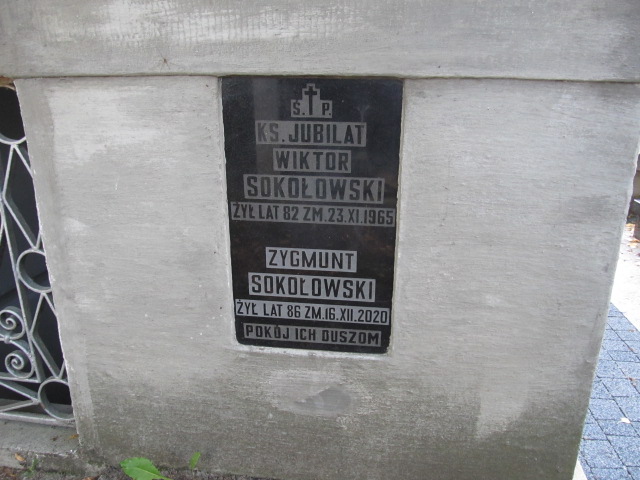 Ś. P.
KS. JUBILAT
WIKTOR
SOKOŁOWSKI
ŻYŁ LAT 82 ZM. 23.XI.1965
ZYGMUNT
SOKOŁOWSKI
ŻYŁ LAT 86 ZM. 16.XII.2020
POKÓJ ICH DUSZOM